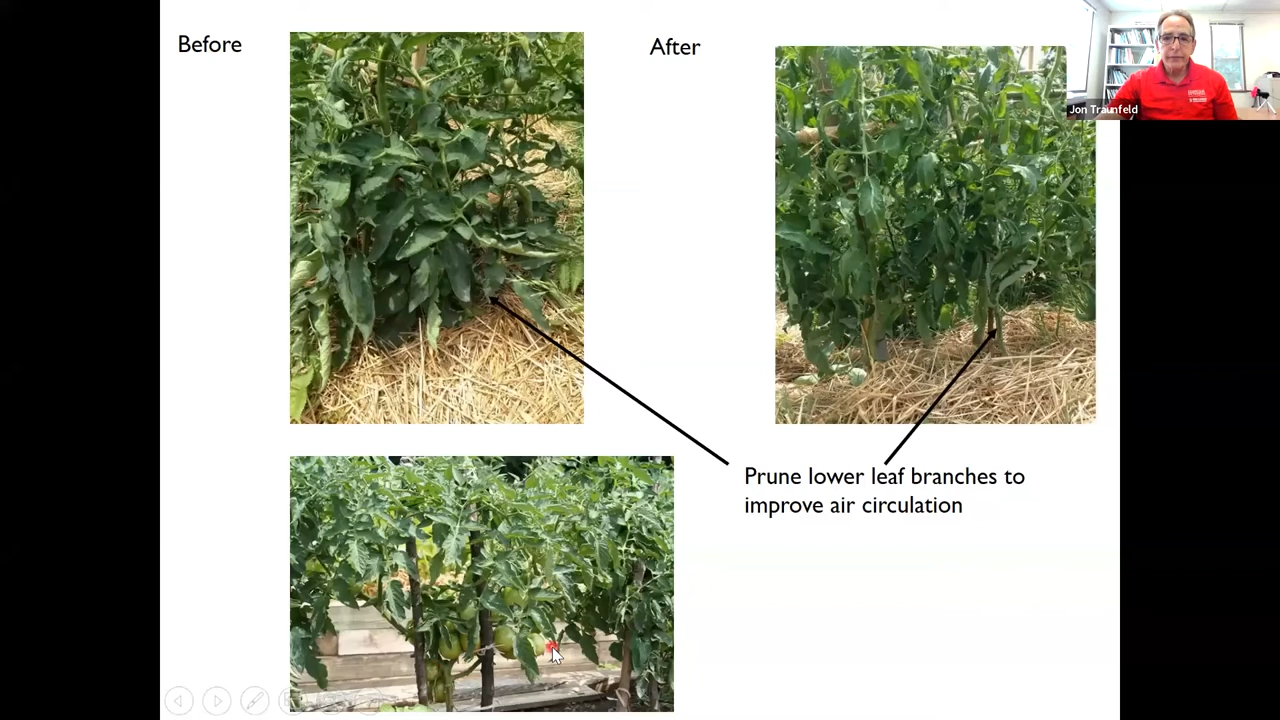 Before
After
Jon Traunfeld
Prune lower leaf branches to
improve air circulation